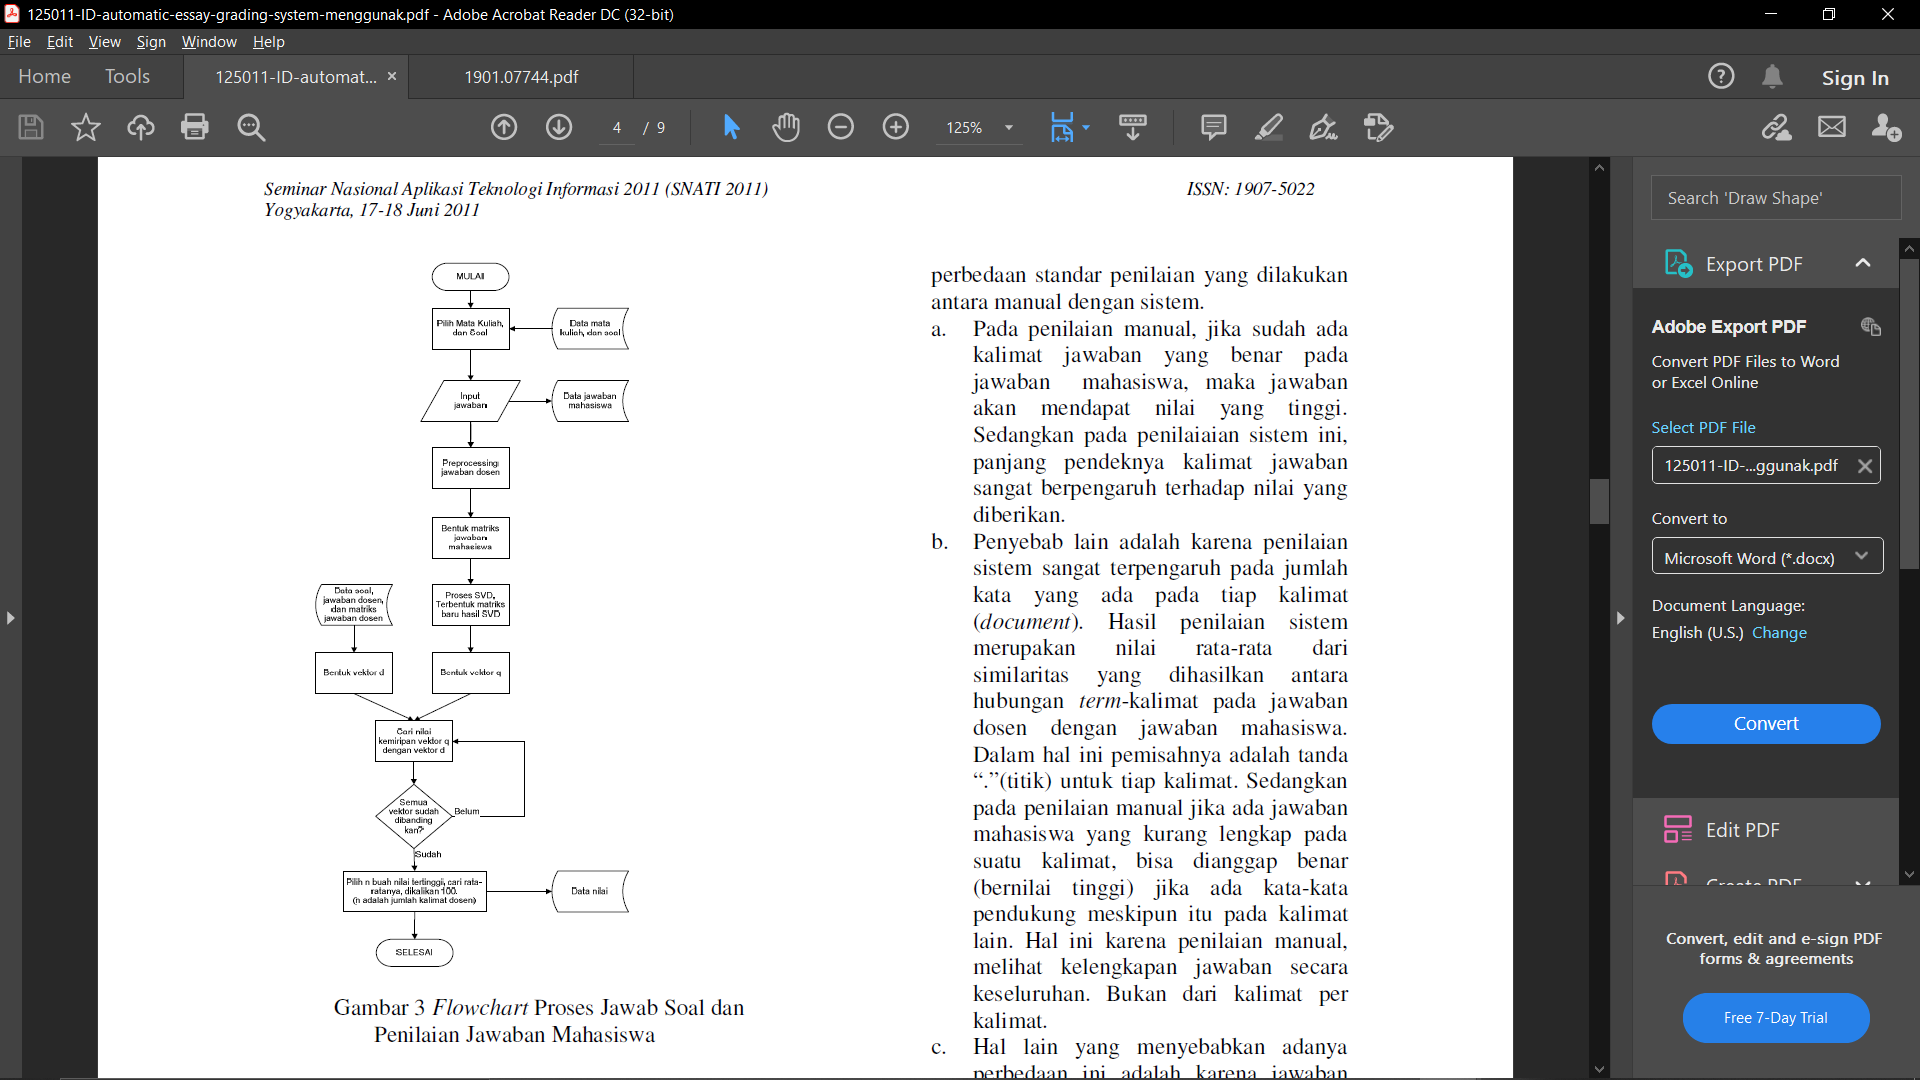 125011-ID-automatic-essay-grading-system-menggunak.pdf - Adobe Acrobat Reader DC (32-bit)
File Edit View Sign Window Help
Home Tools 125011-ID-automat... × 1901.07744.pdf
Sign In
4 / 9
125%
Seminar Nasional Aplikasi Teknologi Informasi 2011 (SNATI 2011)
ISSN: 1907-5022
Yogyakarta, 17-18 Juni 2011
MULAI
Pilih Mata Kuliah,
dan Soal
Data mata
kuliah, dan soal
Input
jawaban
Data jawaban
mahasiswa
Preprocessing
jawaban dosen
Bentuk matriks
jawaban
mahasiswa
Data soal,
jawaban dosen,
dan matriks
jawaban dosen
Proses SVD,
Terbentuk matriks
baru hasil SVD
Bentuk vektor d
Bentuk vektor q
Cari nilai
kemiripan vektor q
dengan vektor d
Semua
vektor sudah
dibanding
kan?
Belum
Sudah
Pilih n buah nilai tertinggi, cari rata-
ratanya, dikalikan 100.
(n adalah jumlah kalimat dosen)
Data nilai
SELESAI
Gambar 3 Flowchart Proses Jawab Soal dan
Penilaian Jawaban Mahasiswa
perbedaan standar penilaian yang dilakukan
antara manual dengan sistem.
a. Pada penilaian manual, jika sudah ada
kalimat jawaban yang benar pada
jawaban mahasiswa, maka jawaban
akan mendapat nilai yang tinggi.
Sedangkan pada penilaiaian sistem ini,
panjang pendeknya kalimat jawaban
sangat berpengaruh terhadap nilai yang
diberikan.
b. Penyebab lain adalah karena penilaian
sistem sangat terpengaruh pada jumlah
kata yang ada pada tiap kalimat
(document). Hasil penilaian sistem
merupakan nilai rata-rata dari
similaritas yang dihasilkan antara
hubungan term-kalimat pada jawaban
dosen dengan jawaban mahasiswa.
Dalam hal ini pemisahnya adalah tanda
“.”(titik) untuk tiap kalimat. Sedangkan
pada penilaian manual jika ada jawaban
mahasiswa yang kurang lengkap pada
suatu kalimat, bisa dianggap benar
(bernilai tinggi) jika ada kata-kata
pendukung meskipun itu pada kalimat
lain. Hal ini karena penilaian manual,
melihat kelengkapan jawaban secara
keseluruhan. Bukan dari kalimat per
kalimat.
c. Hal lain yang menyebabkan adanya
perbedaan ini adalah karena jawaban
Search 'Draw Shape'
Export PDF
Adobe Export PDF
Convert PDF Files to Word
or Excel Online
Select PDF File
125011-ID-...ggunak.pdf
Convert to
Microsoft Word (*.docx)
Document Language:
English (U.S.) Change
Convert
Edit PDF
Create PDF
Convert, edit and e-sign PDF
forms & agreements
Free 7-Day Trial